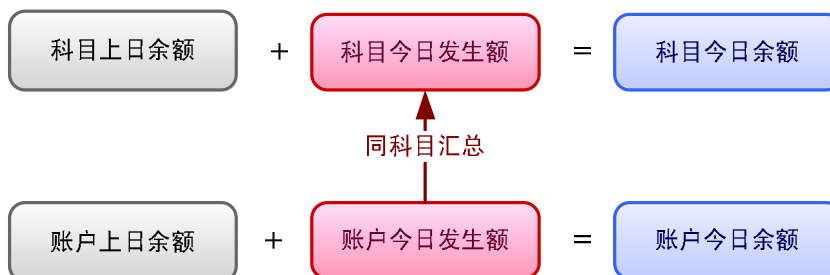 科目上日余额 + 科目今日发生额 = 科目今日余额
同科目汇总
账户上日余额 + 账户今日发生额 = 账户今日余额